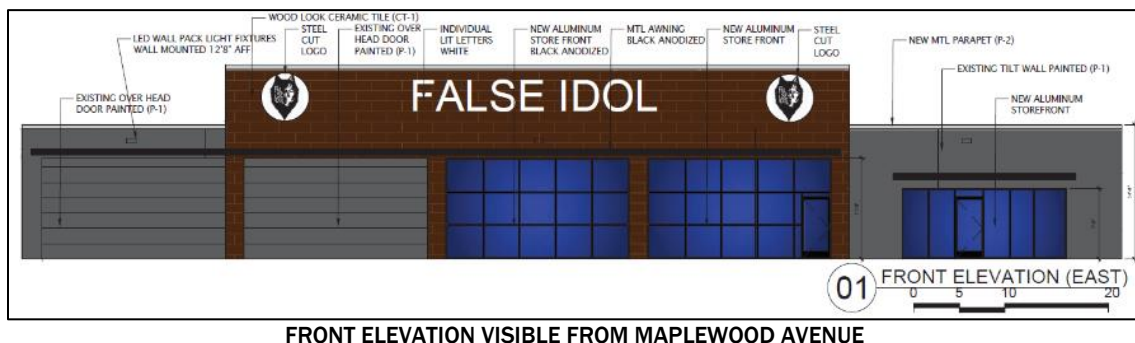 WOOD LOOK CERAMIC TILE (CT-1)
LED WALL PACK LIGHT FIXTURES
WALL MOUNTED 12'8" AFF
STEEL
CUT
LOGO
EXISTING OVER
HEAD DOOR
PAINTED (P-1)
INDIVIDUAL
LIT LETTERS
WHITE
NEW ALUMINUM
STORE FRONT
BLACK ANODIZED
MTL AWNING
BLACK ANODIZED
NEW ALUMINUM
STORE FRONT
STEEL
CUT
LOGO
NEW MTL PARAPET (P-2)
EXISTING TILT WALL PAINTED (P-1)
EXISTING OVER HEAD
DOOR PAINTED (P-1)
NEW ALUMINUM
STOREFRONT
FALSE IDOL
01
FRONT ELEVATION (EAST)
0 5 10 20
FRONT ELEVATION VISIBLE FROM MAPLEWOOD AVENUE